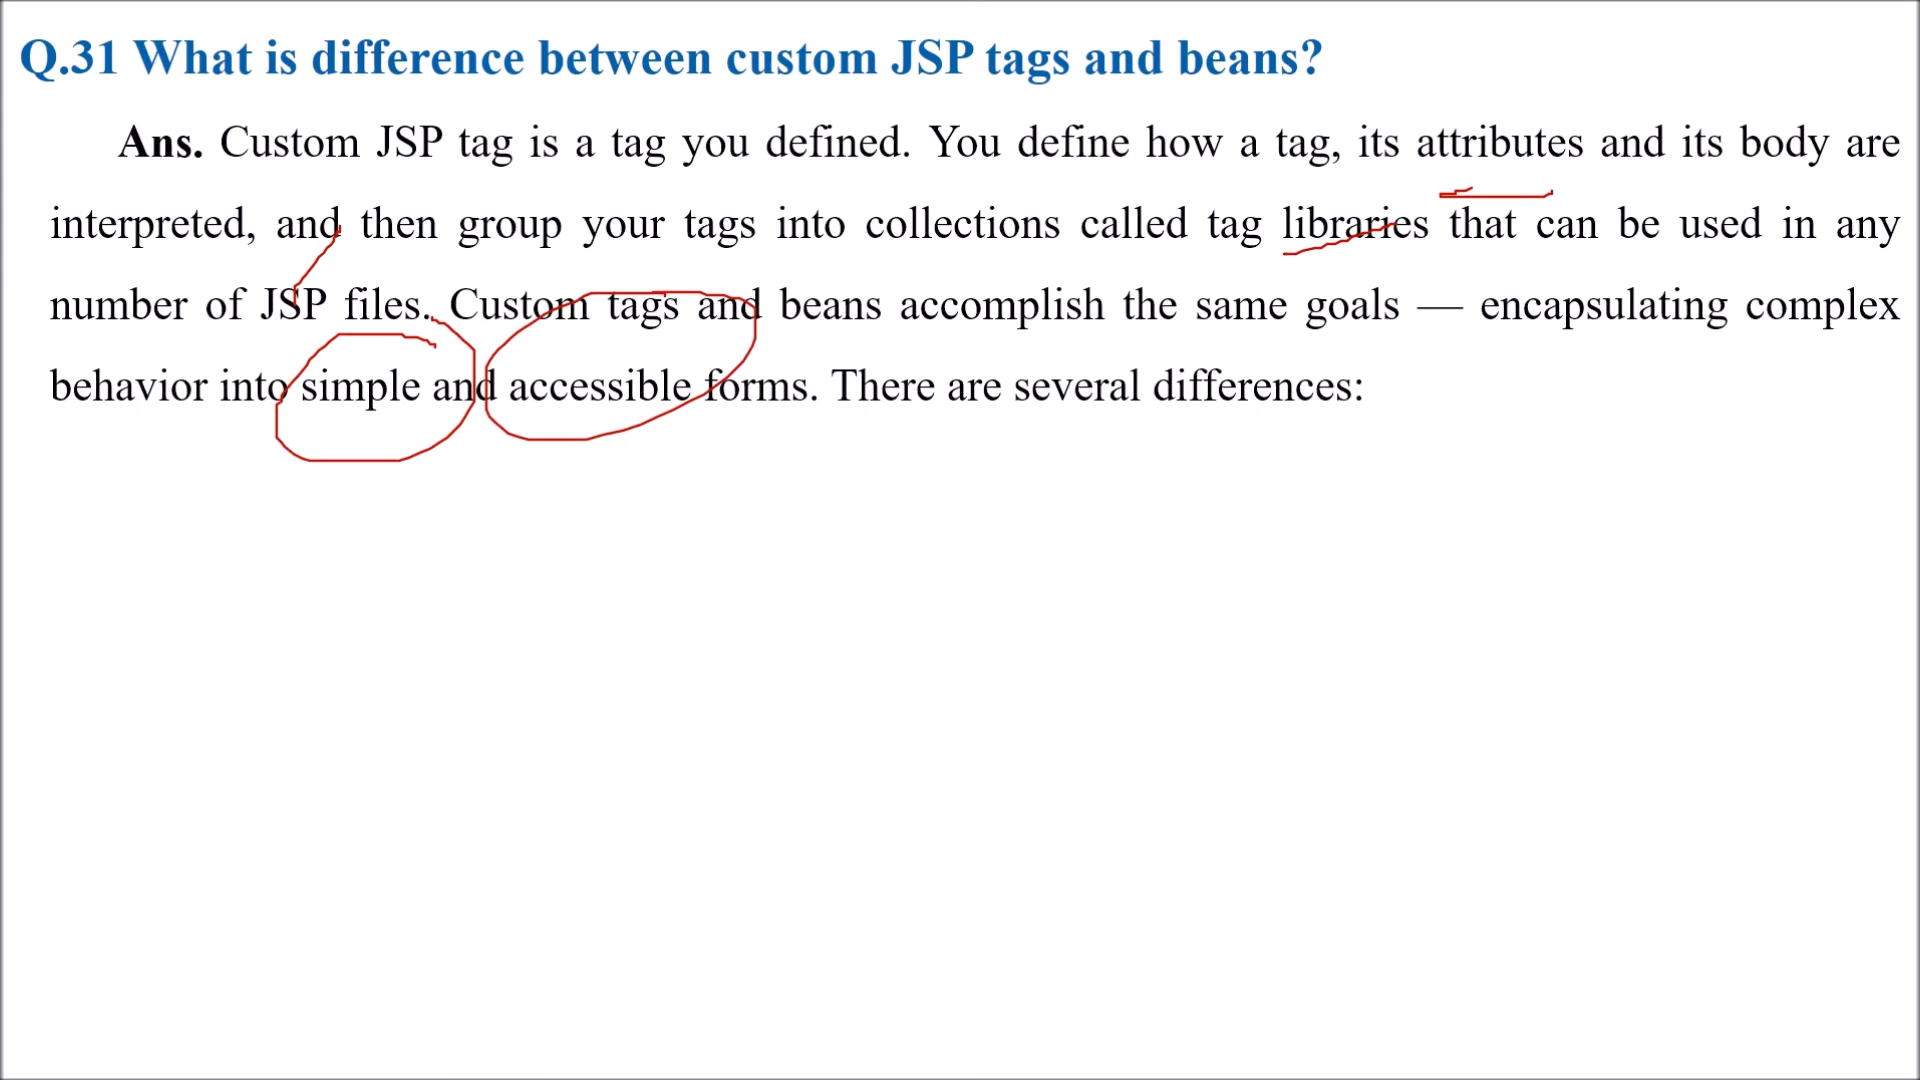 Q.31 What is difference between custom JSP tags and beans?
Ans. Custom JSP tag is a tag you defined. You define how a tag, its attributes and its body are
interpreted, and then group your tags into collections called tag libraries that can be used in any
number of JSP files. Custom tags and beans accomplish the same goals — encapsulating complex
behavior into simple and accessible forms. There are several differences: